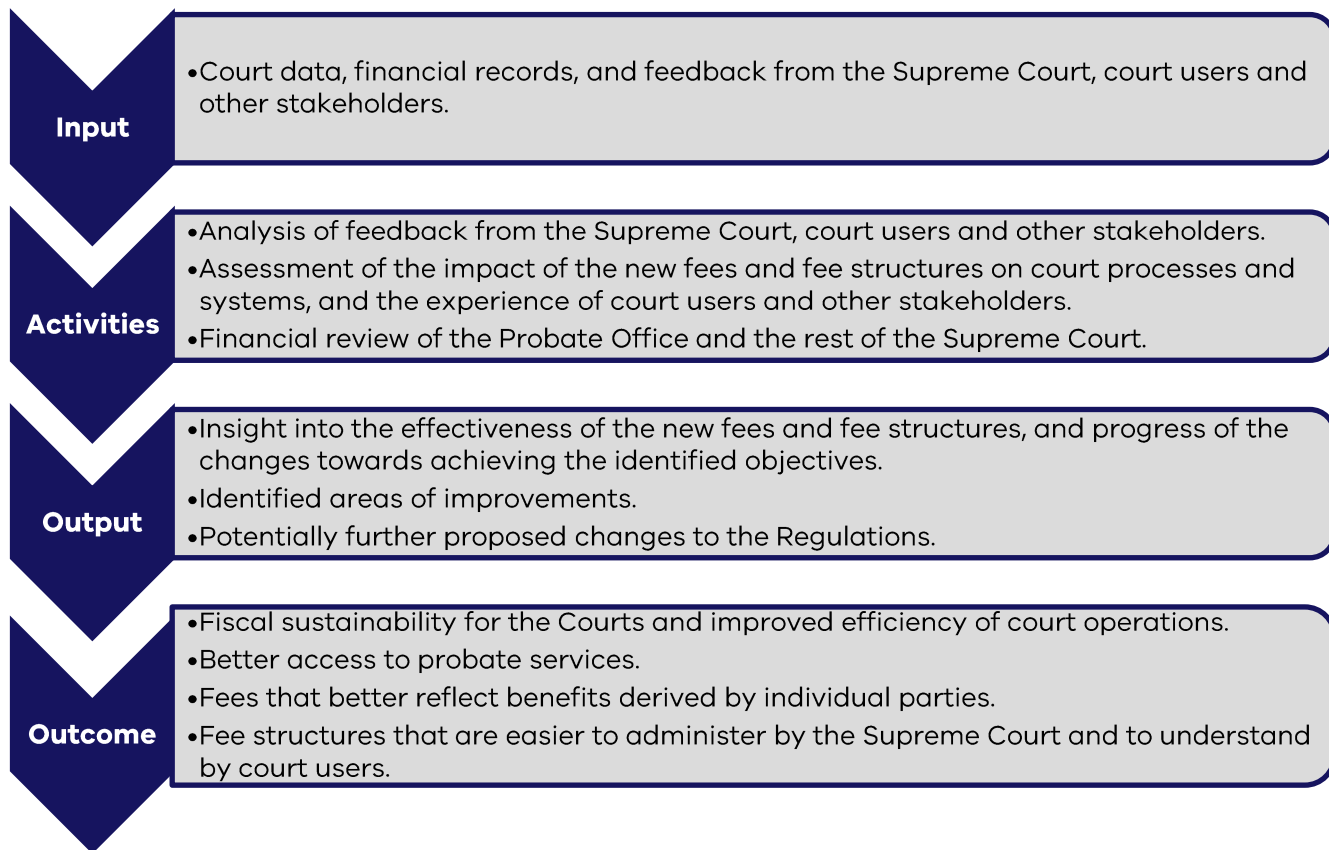 Input
•Court data, financial records, and feedback from the Supreme Court, court users and
other stakeholders.
Activities
•Analysis of feedback from the Supreme Court, court users and other stakeholders.
•Assessment of the impact of the new fees and fee structures on court processes and
systems, and the experience of court users and other stakeholders.
•Financial review of the Probate Office and the rest of the Supreme Court.
Output
•Insight into the effectiveness of the new fees and fee structures, and progress of the
changes towards achieving the identified objectives.
•Identified areas of improvements.
•Potentially further proposed changes to the Regulations.
Outcome
•Fiscal sustainability for the Courts and improved efficiency of court operations.
•Better access to probate services.
•Fees that better reflect benefits derived by individual parties.
•Fee structures that are easier to administer by the Supreme Court and to understand
by court users.